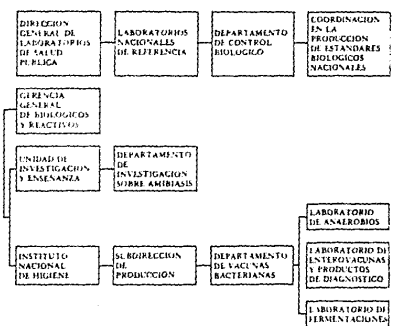 DIRECCION
GENERAL DE
LABORATORIOS
DE SALUD
PUBLICA
LABORATORIOS
NACIONALES
DE REFERENCIA
DEPARTAMENTO
DE CONTROL
BIOLOGICO
COORDINACION
EN LA
PRODUCCION
DE ESTANDARES
BIOLOGICOS
NACIONALES
GERENCIA
GENERAL
DE BIOLOGICOS
Y REACTIVOS
UNIDAD DE
INVESTIGACION
Y ENSEÑANZA
DEPARTAMENTO
DE
INVESTIGACION
SOBRE AMIBIASIS
INSTITUTO
NACIONAL
DE HIGIENE
SUBDIRECCION
DE
PRODUCCION
DEPARTAMENTO
DE VACUNAS
BACTERIANAS
LABORATORIO
DE ANAEROBIOS
LABORATORIO DE
ENTEROVACUNAS
Y PRODUCTOS
DE DIAGNOSTICO
LABORATORIO DE
FERMENTACIONES